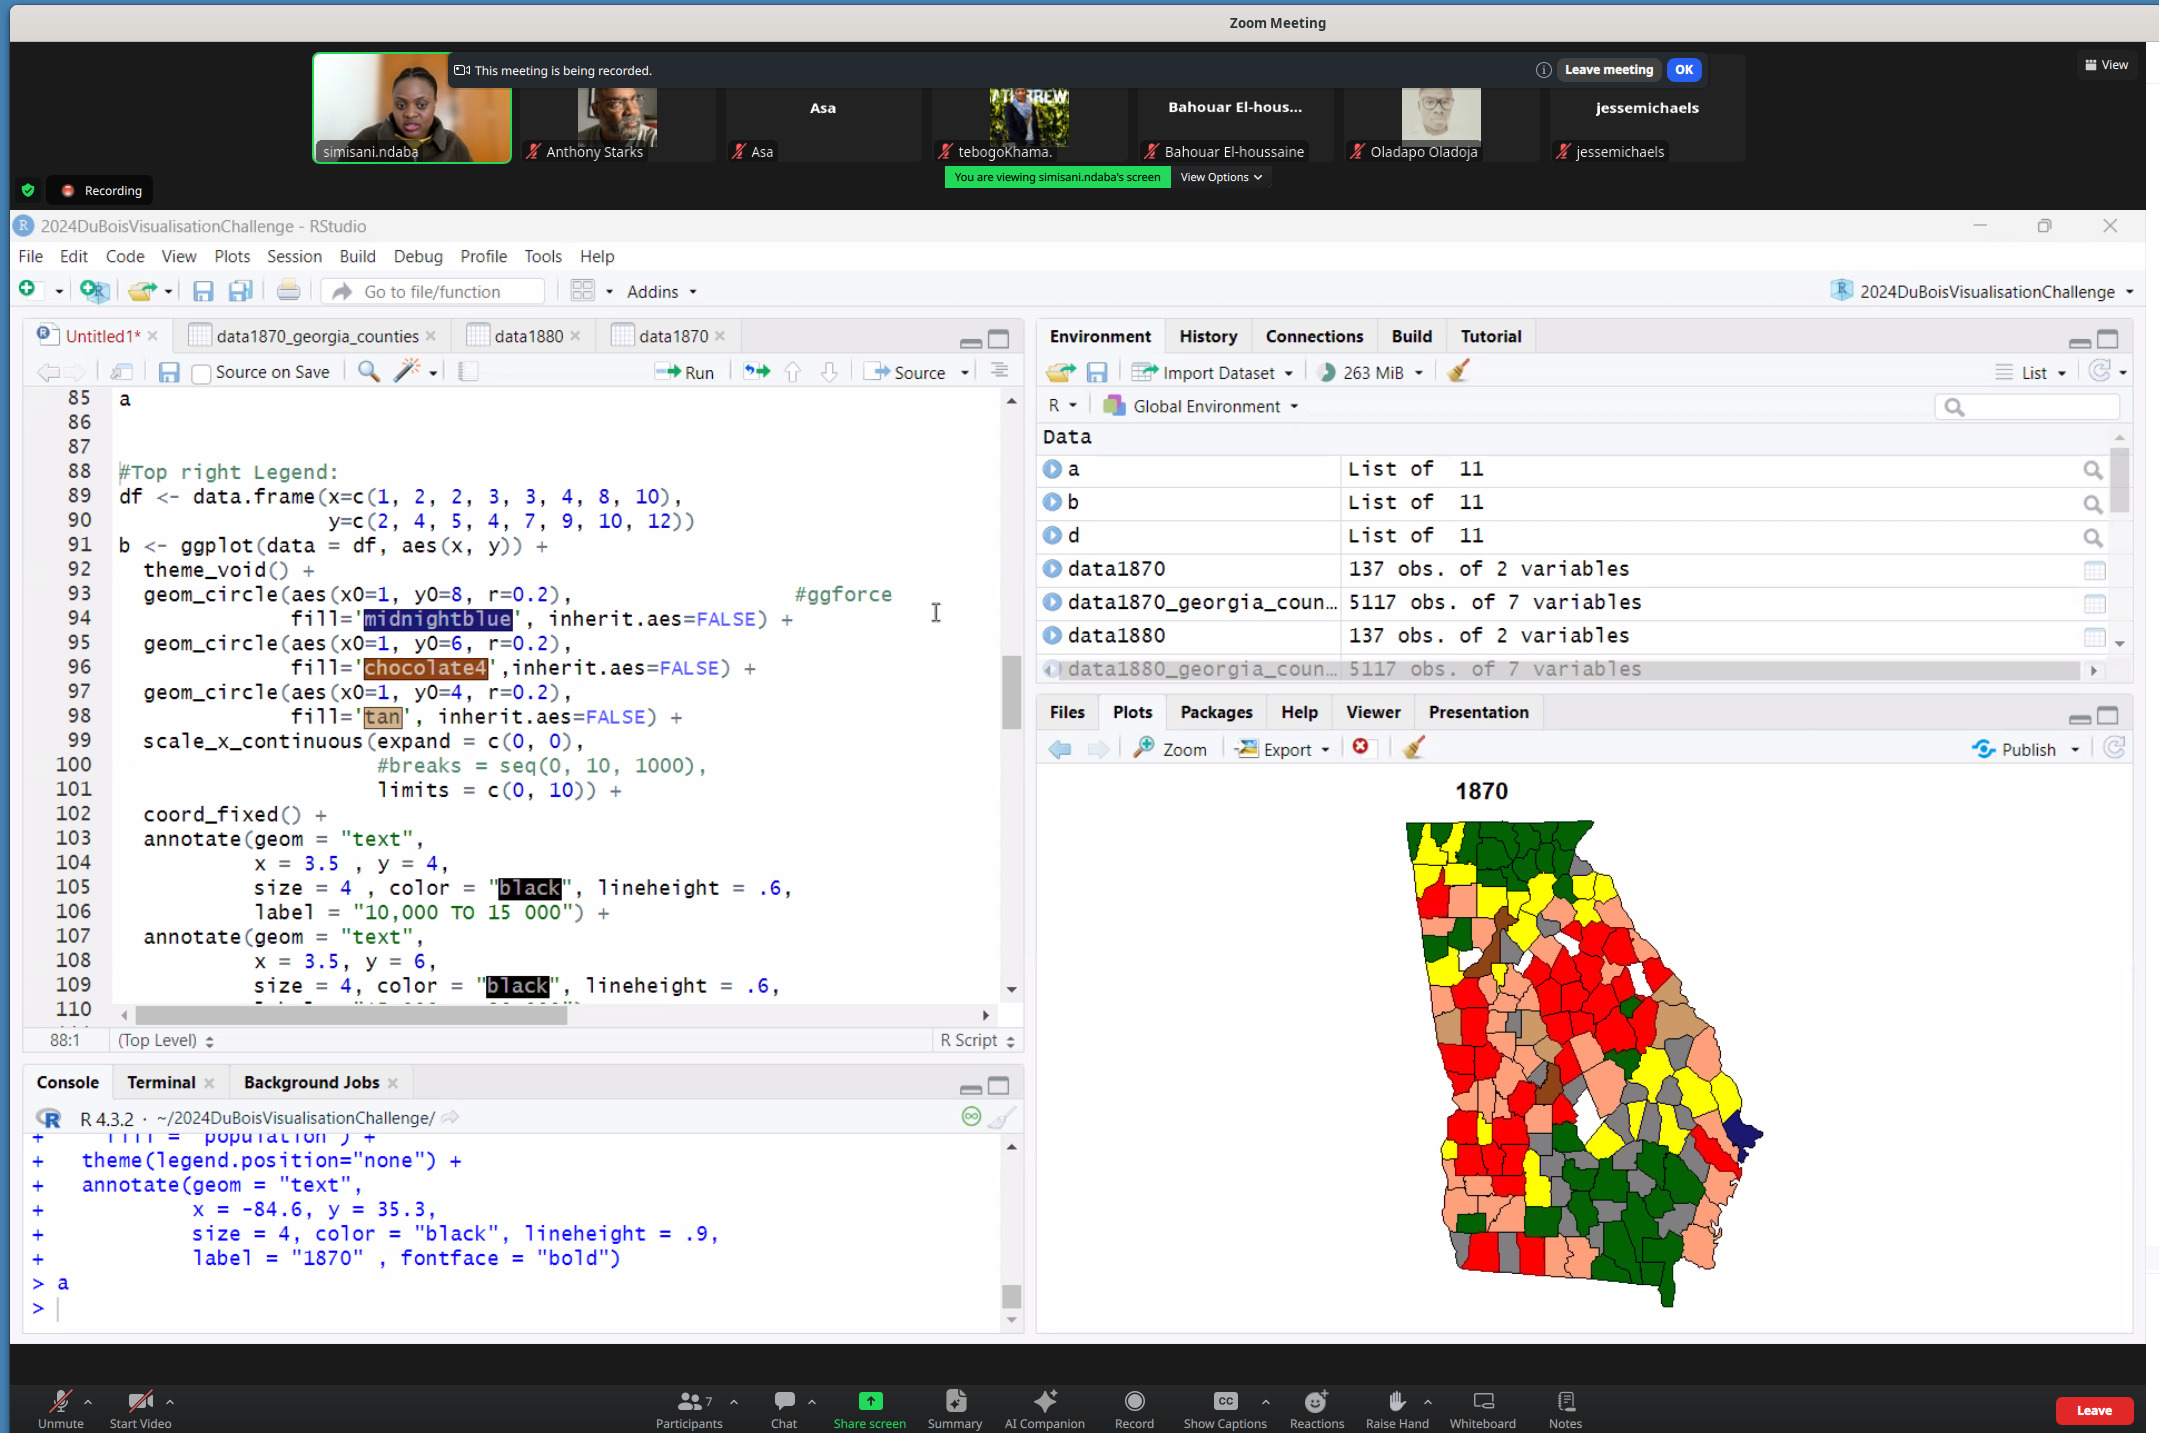 Zoom Meeting
This meeting is being recorded.
Leave meeting
OK
View
simisani.ndaba
Anthony Starks
Asa
Asa
tebogoKhama.
Bahouar El-hous...
Bahouar El-houssaine
Oladapo Oladoja
jessemichaels
jessemichaels
You are viewing simisani.ndaba's screen
View Options
Recording
2024DuBoisVisualisationChallenge - RStudio
File Edit Code View Plots Session Build Debug Profile Tools Help
Go to file/function
Addins
2024DuBoisVisualisationChallenge
Untitled1*
data1870_georgia_counties
data1880
data1870
Source on Save
Run
Source
85 a
86
87
88 #Top right Legend:
89 df <- data.frame(x=c(1, 2, 2, 3, 3, 4, 8, 10),
90 y=c(2, 4, 5, 4, 7, 9, 10, 12))
91 b <- ggplot(data = df, aes(x, y)) +
92 theme_void() +
93 geom_circle(aes(x0=1, y0=8, r=0.2), #ggforce
94 fill='midnightblue', inherit.aes=FALSE) +
95 geom_circle(aes(x0=1, y0=6, r=0.2),
96 fill='chocolate4',inherit.aes=FALSE) +
97 geom_circle(aes(x0=1, y0=4, r=0.2),
98 fill='tan', inherit.aes=FALSE) +
99 scale_x_continuous(expand = c(0, 0),
100 #breaks = seq(0, 10, 1000),
101 limits = c(0, 10)) +
102 coord_fixed() +
103 annotate(geom = "text",
104 x = 3.5 , y = 4,
105 size = 4 , color = "black", lineheight = .6,
106 label = "10,000 TO 15 000") +
107 annotate(geom = "text",
108 x = 3.5, y = 6,
109 size = 4, color = "black", lineheight = .6,
110
88:1 (Top Level) R Script
Console Terminal Background Jobs
R 4.3.2 · ~/2024DuBoisVisualisationChallenge/
+ fill = "population") +
+ theme(legend.position="none") +
+ annotate(geom = "text",
+ x = -84.6, y = 35.3,
+ size = 4, color = "black", lineheight = .9,
+ label = "1870" , fontface = "bold")
> a
>
Environment History Connections Build Tutorial
Import Dataset 263 MiB List
R Global Environment
Data
a List of 11
b List of 11
d List of 11
data1870 137 obs. of 2 variables
data1870_georgia_coun… 5117 obs. of 7 variables
data1880 137 obs. of 2 variables
data1880_georgia_coun… 5117 obs. of 7 variables
Files Plots Packages Help Viewer Presentation
Zoom Export Publish
1870
Unmute
Start Video
Participants 7
Chat
Share screen
Summary
AI Companion
Record
CC
Show Captions
Reactions
Raise Hand
Whiteboard
Notes
Leave